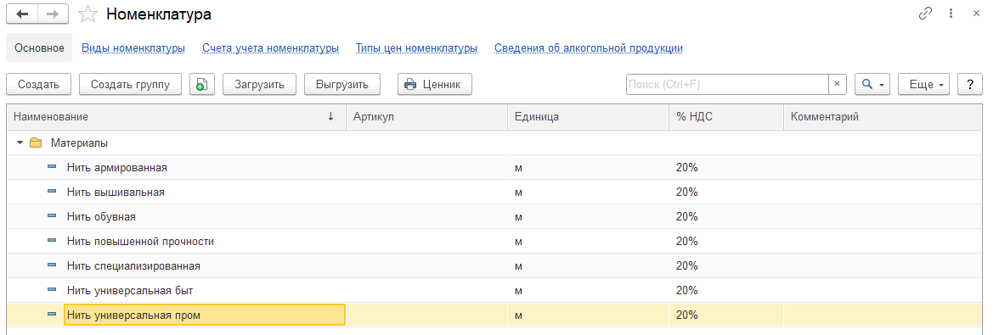 Номенклатура
Основное Виды номенклатуры Счета учета номенклатуры Типы цен номенклатуры Сведения об алкогольной продукции
Создать Создать группу Загрузить Выгрузить Ценник Поиск (Ctrl+F) × Еще ?
Наименование ↓ Артикул Единица % НДС Комментарий
Материалы
Нить армированная м 20%
Нить вышивальная м 20%
Нить обувная м 20%
Нить повышенной прочности м 20%
Нить специализированная м 20%
Нить универсальная быт м 20%
Нить универсальная пром м 20%